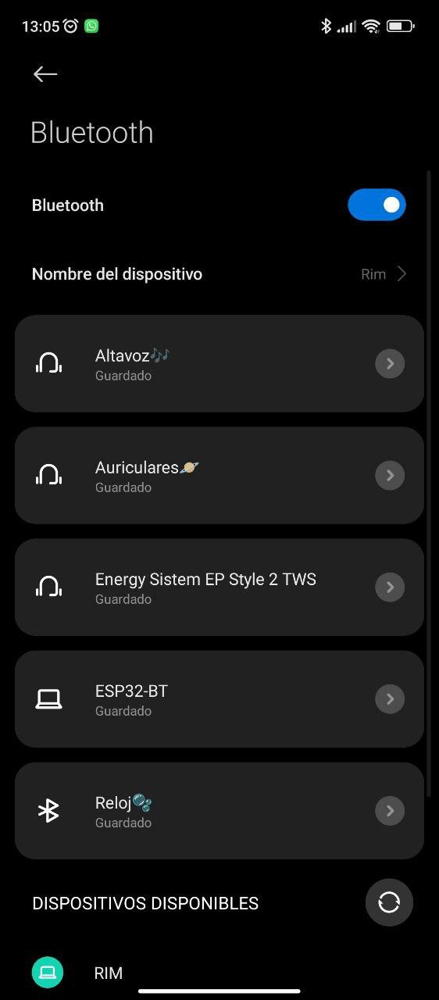 13:05
Bluetooth
Bluetooth
Nombre del dispositivo Rim
Altavoz🎶
Guardado
Auriculares🪐
Guardado
Energy Sistem EP Style 2 TWS
Guardado
ESP32-BT
Guardado
Reloj🫧
Guardado
DISPOSITIVOS DISPONIBLES
RIM